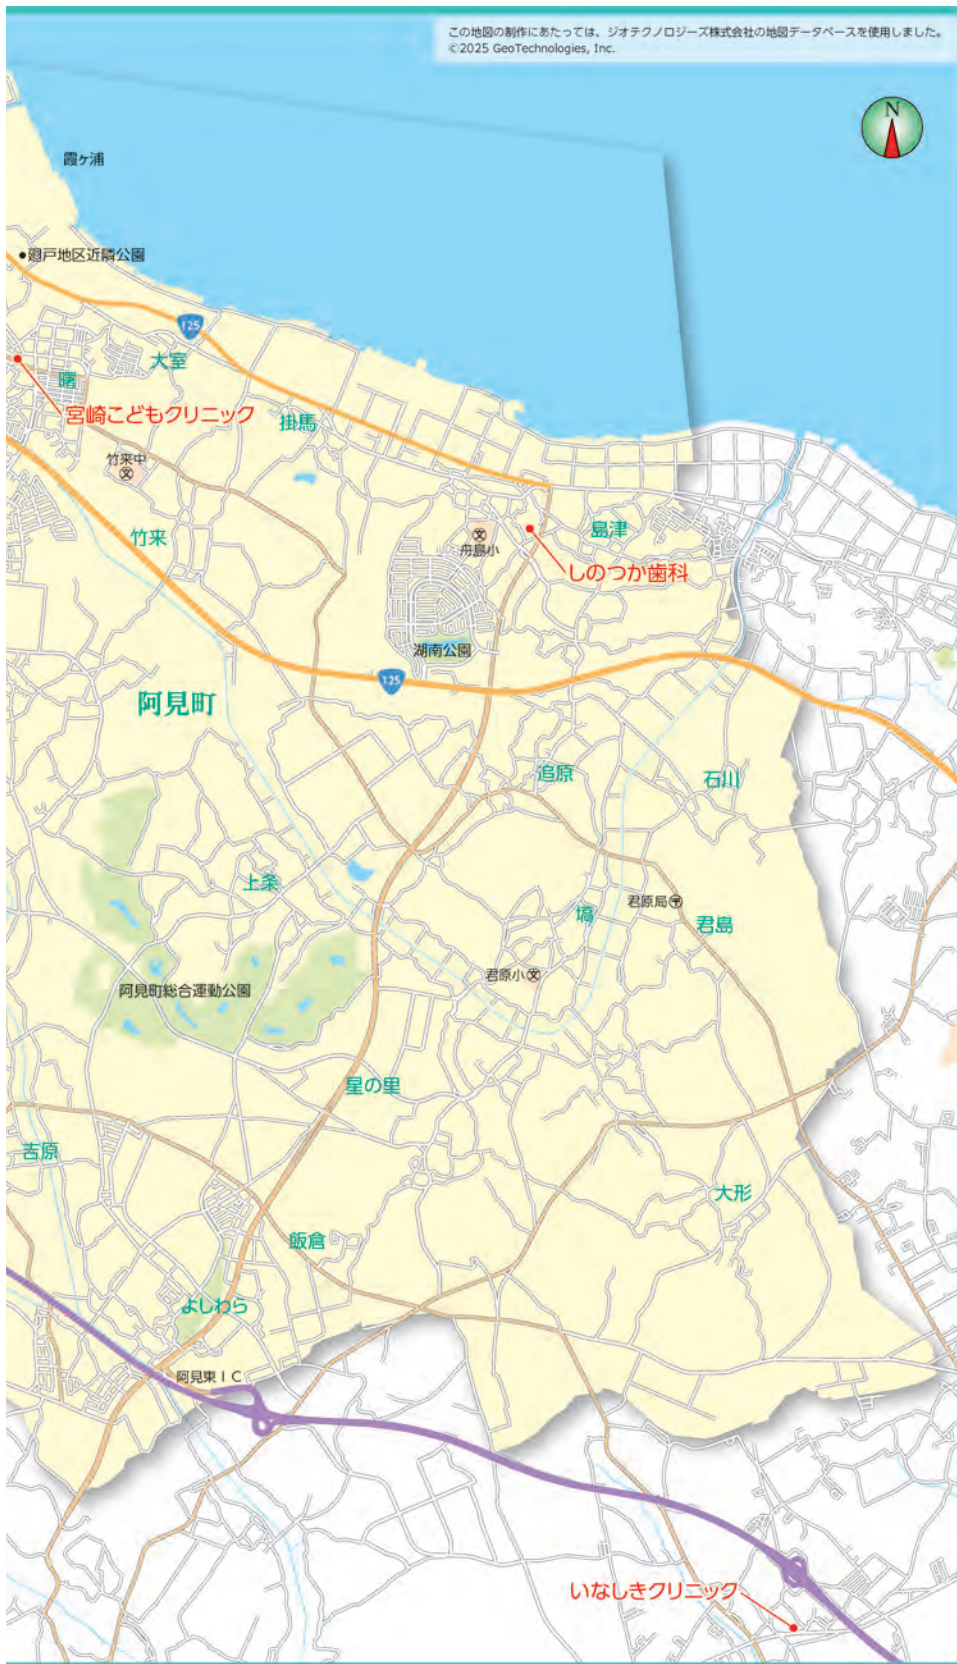 この地図の制作にあたっては、ジオテクノロジーズ株式会社の地図データベースを使用しました。
©2025 GeoTechnologies, Inc.
N
霞ヶ浦
廻戸地区近隣公園
125
大室
曙
宮崎こどもクリニック
掛馬
竹来中
文
竹来
島津
文
舟島小
しのつか歯科
湖南公園
125
阿見町
追原
石川
上条
君原局
塙
君島
君原小
文
阿見町総合運動公園
星の里
吉原
大形
飯倉
よしわら
阿見東IC
いなしきクリニック